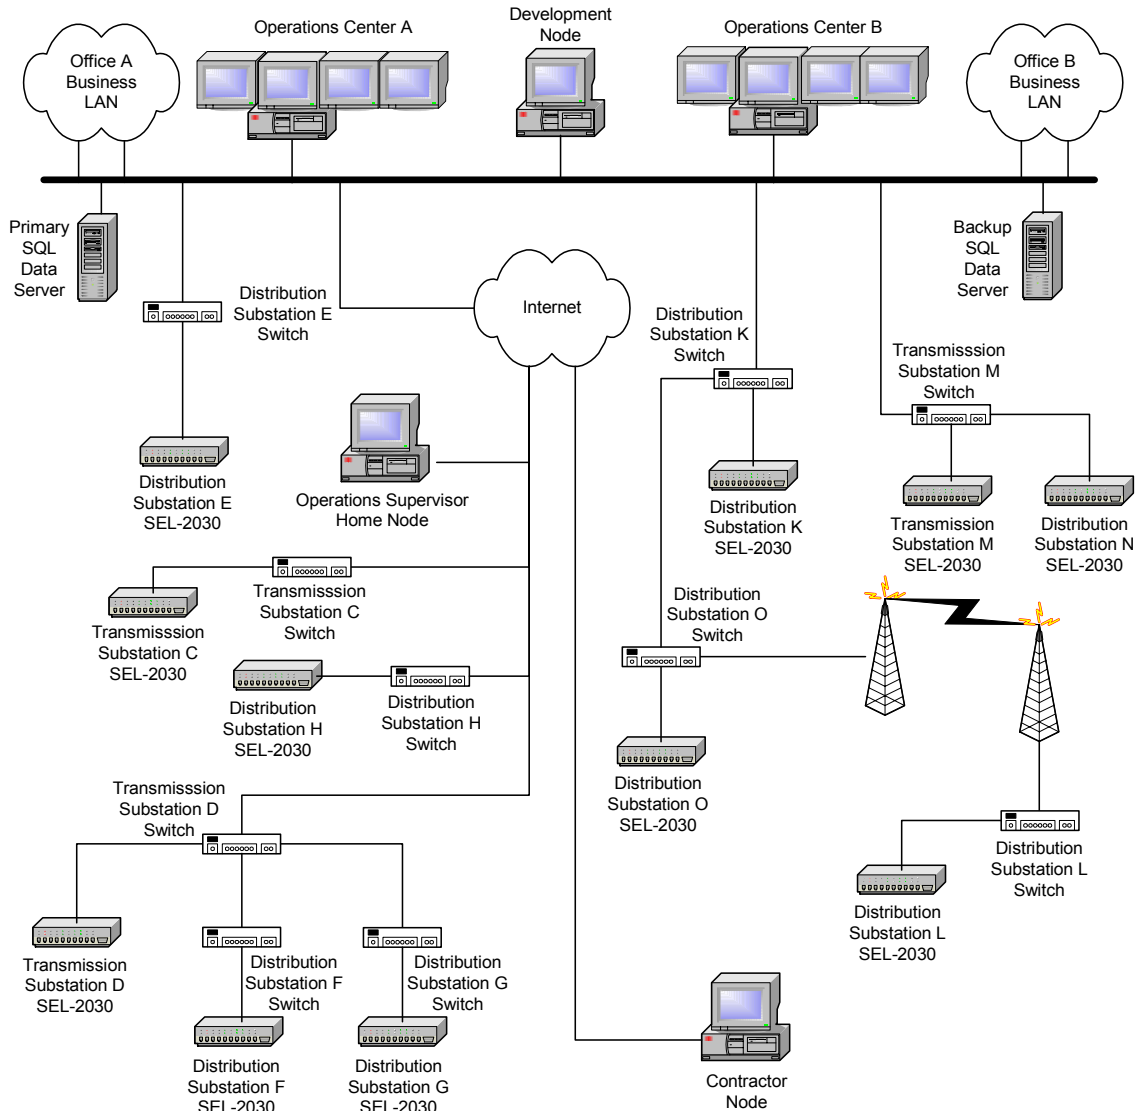 Office A
Business
LAN
Operations Center A
Development
Node
Operations Center B
Office B
Business
LAN
Primary
SQL
Data
Server
Distribution
Substation E
Switch
Internet
Distribution
Substation K
Switch
Backup
SQL
Data
Server
Transmisssion
Substation M
Switch
Distribution
Substation E
SEL-2030
Operations Supervisor
Home Node
Distribution
Substation K
SEL-2030
Transmission
Substation M
SEL-2030
Distribution
Substation N
SEL-2030
Transmisssion
Substation C
Switch
Transmisssion
Substation C
SEL-2030
Distribution
Substation O
Switch
Distribution
Substation H
SEL-2030
Distribution
Substation H
Switch
Transmisssion
Substation D
Switch
Distribution
Substation O
SEL-2030
Distribution
Substation L
Switch
Distribution
Substation L
SEL-2030
Transmission
Substation D
SEL-2030
Distribution
Substation F
Switch
Distribution
Substation G
Switch
Distribution
Substation F
SEL-2030
Distribution
Substation G
SEL-2030
Contractor
Node